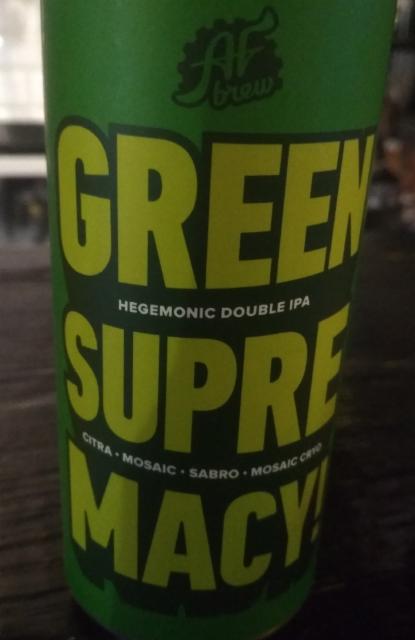 AF
brew
GREEN
HEGEMONIC DOUBLE IPA
SUPRE
CITRA • MOSAIC • SABRO • MOSAIC CRYO
MACY!